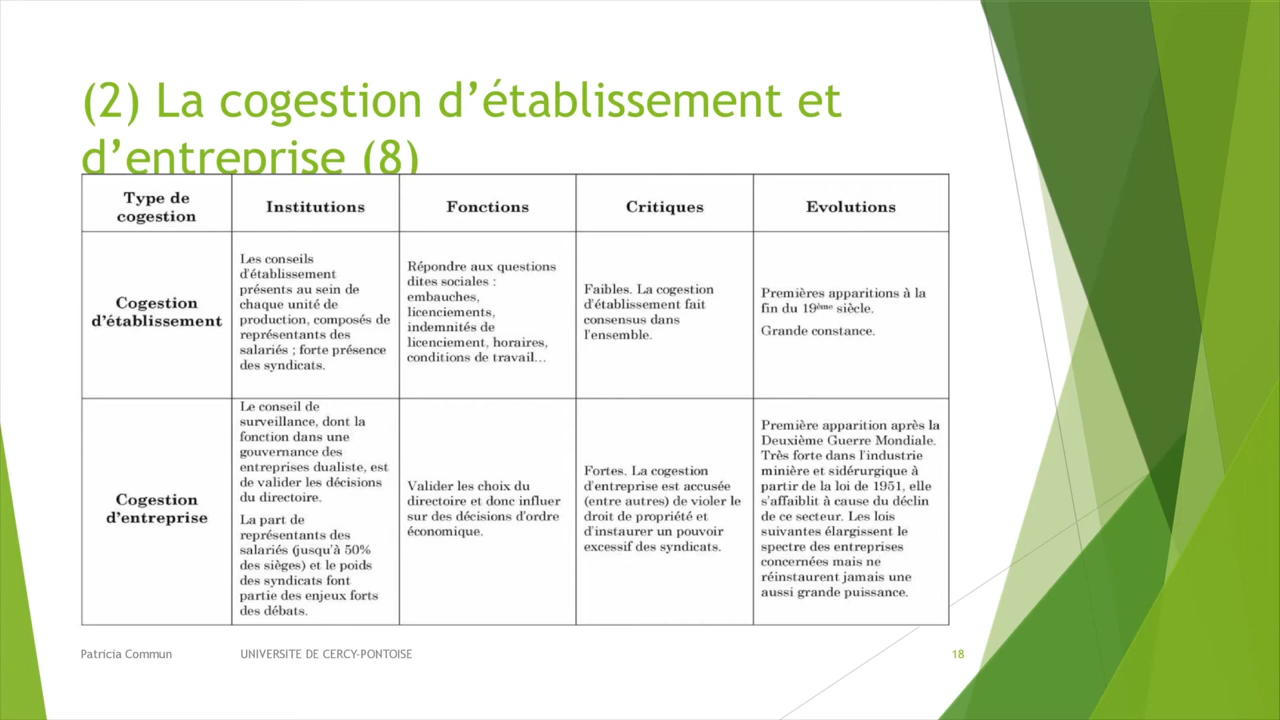 (2) La cogestion d’établissement et
d’entreprise (8)
Type de
cogestion
Institutions
Fonctions
Critiques
Evolutions
Cogestion
d'établissement
Les conseils
d'établissement
présents au sein de
chaque unité de
production, composés de
représentants des
salariés ; forte présence
des syndicats.
Répondre aux questions
dites sociales :
embauches,
licenciements,
indemnités de
licenciement, horaires,
conditions de travail…
Faibles. La cogestion
d'établissement fait
consensus dans
l'ensemble.
Premières apparitions à la
fin du 19ème siècle.
Grande constance.
Cogestion
d'entreprise
Le conseil de
surveillance, dont la
fonction dans une
gouvernance des
entreprises dualiste, est
de valider les décisions
du directoire.
La part de
représentants des
salariés (jusqu'à 50%
des sièges) et le poids
des syndicats font
partie des enjeux forts
des débats.
Valider les choix du
directoire et donc influer
sur des décisions d'ordre
économique.
Fortes. La cogestion
d'entreprise est accusée
(entre autres) de violer le
droit de propriété et
d'instaurer un pouvoir
excessif des syndicats.
Première apparition après la
Deuxième Guerre Mondiale.
Très forte dans l'industrie
minière et sidérurgique à
partir de la loi de 1951, elle
s'affaiblit à cause du déclin
de ce secteur. Les lois
suivantes élargissent le
spectre des entreprises
concernées mais ne
réinstaurent jamais une
aussi grande puissance.
Patricia Commun
UNIVERSITE DE CERCY-PONTOISE
18